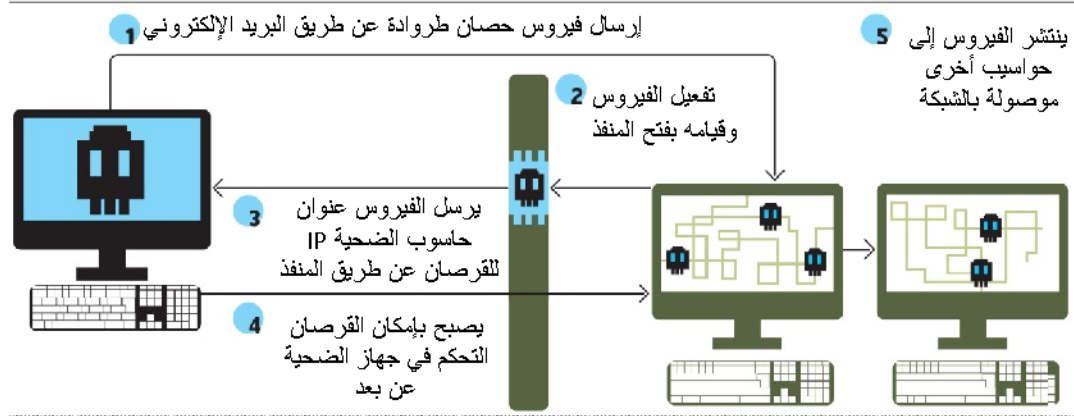 1 إرسال فيروس حصان طروادة عن طريق البريد الإلكتروني
2 تفعيل الفيروس
وقيامه بفتح المنفذ
3 يرسل الفيروس عنوان
حاسوب الضحية IP
للقرصان عن طريق المنفذ
4 يصبح بإمكان القرصان
التحكم في جهاز الضحية
عن بعد
5 ينتشر الفيروس إلى
حواسيب أخرى
موصولة بالشبكة